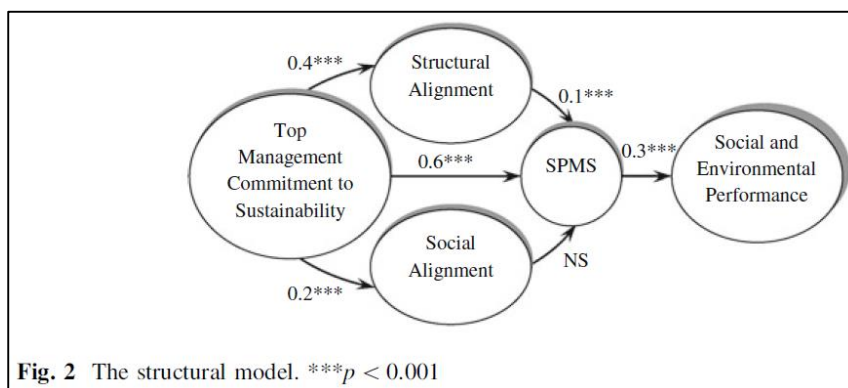 0.4***
Structural
Alignment
0.1***
Top
Management
Commitment to
Sustainability
0.6***
SPMS
0.3***
Social and
Environmental
Performance
Social
Alignment
0.2***
NS
Fig. 2 The structural model. ***p < 0.001